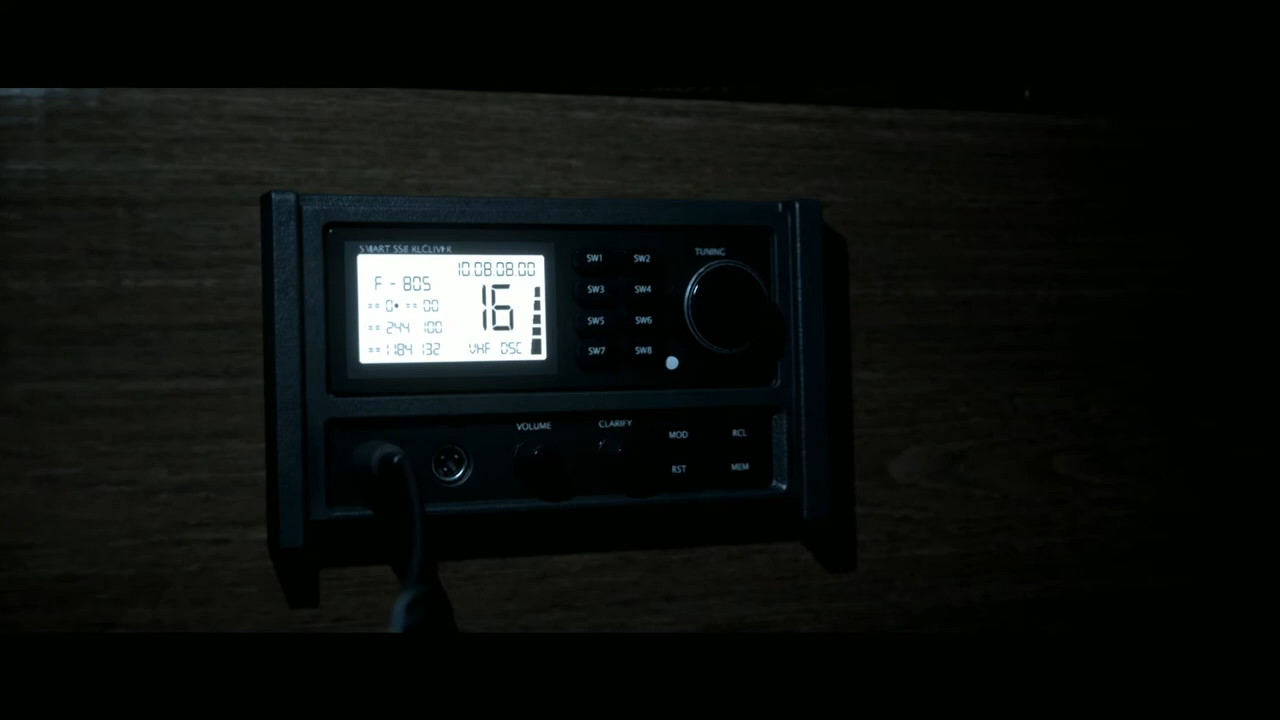 SMART SSB RECLIVER
10:08:08:00
F - 805
16
== 0• == 00
== 244 100
== 1184 132
VHF DSC
SW1 SW2
SW3 SW4
SW5 SW6
SW7 SW8
TUNING
VOLUME
CLARIFY
MOD RCL
RST MEM